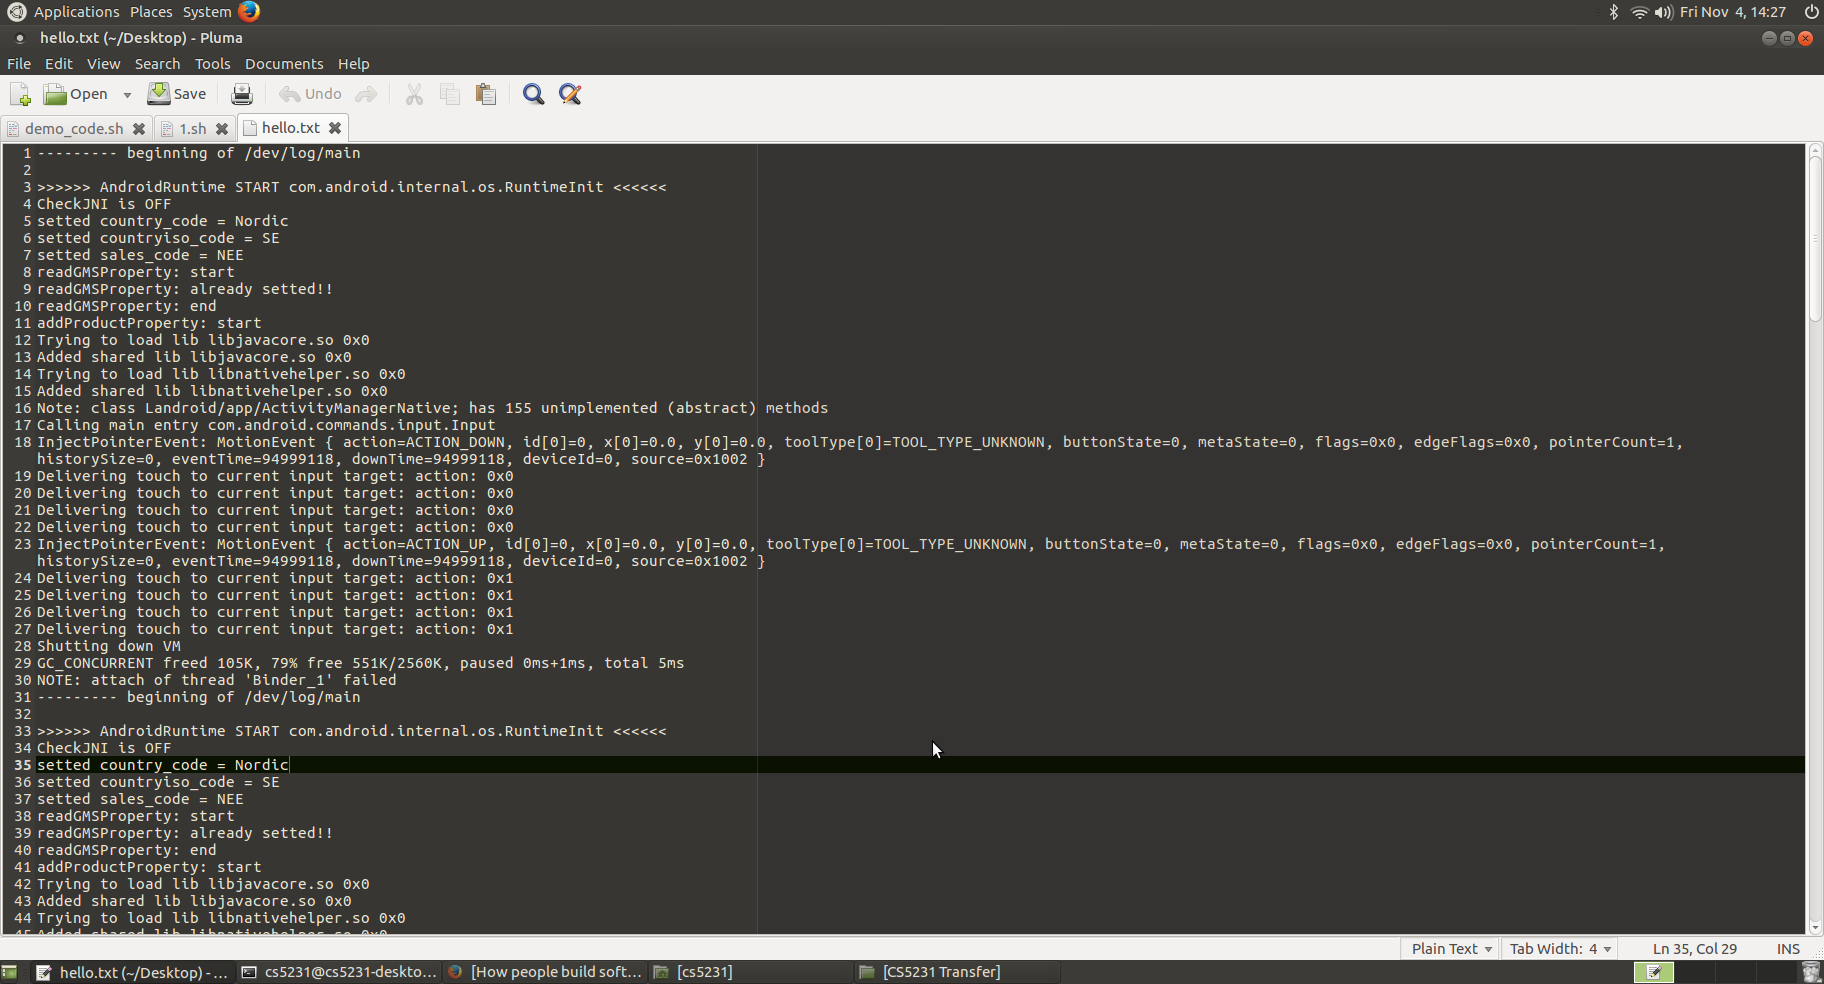 Applications Places System Fri Nov 4, 14:27
hello.txt (~/Desktop) - Pluma
File Edit View Search Tools Documents Help
Open Save Undo
demo_code.sh 1.sh hello.txt
1 --------- beginning of /dev/log/main
2
3 >>>>>> AndroidRuntime START com.android.internal.os.RuntimeInit <<<<<<
4 CheckJNI is OFF
5 setted country_code = Nordic
6 setted countryiso_code = SE
7 setted sales_code = NEE
8 readGMSProperty: start
9 readGMSProperty: already setted!!
10 readGMSProperty: end
11 addProductProperty: start
12 Trying to load lib libjavacore.so 0x0
13 Added shared lib libjavacore.so 0x0
14 Trying to load lib libnativehelper.so 0x0
15 Added shared lib libnativehelper.so 0x0
16 Note: class Landroid/app/ActivityManagerNative; has 155 unimplemented (abstract) methods
17 Calling main entry com.android.commands.input.Input
18 InjectPointerEvent: MotionEvent { action=ACTION_DOWN, id[0]=0, x[0]=0.0, y[0]=0.0, toolType[0]=TOOL_TYPE_UNKNOWN, buttonState=0, metaState=0, flags=0x0, edgeFlags=0x0, pointerCount=1,
historySize=0, eventTime=94999118, downTime=94999118, deviceId=0, source=0x1002 }
19 Delivering touch to current input target: action: 0x0
20 Delivering touch to current input target: action: 0x0
21 Delivering touch to current input target: action: 0x0
22 Delivering touch to current input target: action: 0x0
23 InjectPointerEvent: MotionEvent { action=ACTION_UP, id[0]=0, x[0]=0.0, y[0]=0.0, toolType[0]=TOOL_TYPE_UNKNOWN, buttonState=0, metaState=0, flags=0x0, edgeFlags=0x0, pointerCount=1,
historySize=0, eventTime=94999118, downTime=94999118, deviceId=0, source=0x1002 }
24 Delivering touch to current input target: action: 0x1
25 Delivering touch to current input target: action: 0x1
26 Delivering touch to current input target: action: 0x1
27 Delivering touch to current input target: action: 0x1
28 Shutting down VM
29 GC_CONCURRENT freed 105K, 79% free 551K/2560K, paused 0ms+1ms, total 5ms
30 NOTE: attach of thread 'Binder_1' failed
31 --------- beginning of /dev/log/main
32
33 >>>>>> AndroidRuntime START com.android.internal.os.RuntimeInit <<<<<<
34 CheckJNI is OFF
35 setted country_code = Nordic
36 setted countryiso_code = SE
37 setted sales_code = NEE
38 readGMSProperty: start
39 readGMSProperty: already setted!!
40 readGMSProperty: end
41 addProductProperty: start
42 Trying to load lib libjavacore.so 0x0
43 Added shared lib libjavacore.so 0x0
44 Trying to load lib libnativehelper.so 0x0
45 Added shared lib libnativehelper.so 0x0
Plain Text Tab Width: 4 Ln 35, Col 29 INS
hello.txt (~/Desktop) - ... cs5231@cs5231-deskto... [How people build soft... [cs5231] [CS5231 Transfer]